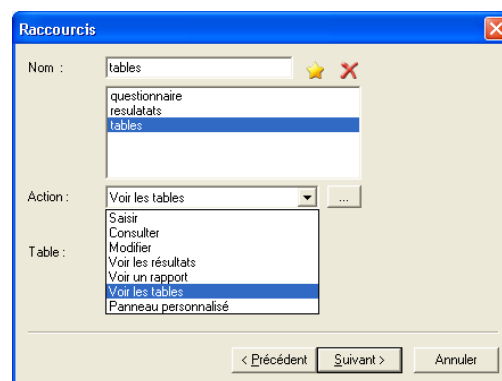 Raccourcis
Nom :
tables
questionnaire
resulatats
tables
Action :
Voir les tables
...
Saisir
Consulter
Modifier
Voir les résultats
Voir un rapport
Voir les tables
Panneau personnalisé
Table :
< Précédent
Suivant >
Annuler